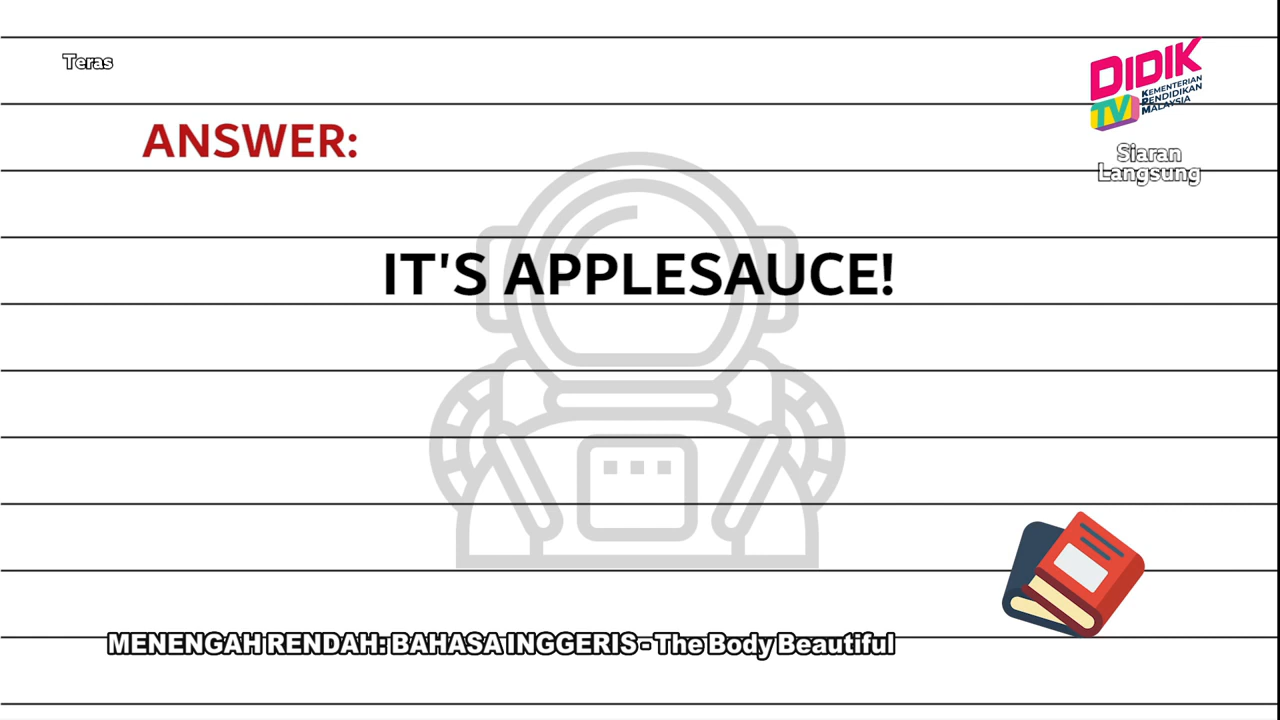 Teras
DIDIK
TV
KEMENTERIAN
PENDIDIKAN
MALAYSIA
Siaran
Langsung
ANSWER:
IT'S APPLESAUCE!
MENENGAH RENDAH: BAHASA INGGERIS - The Body Beautiful